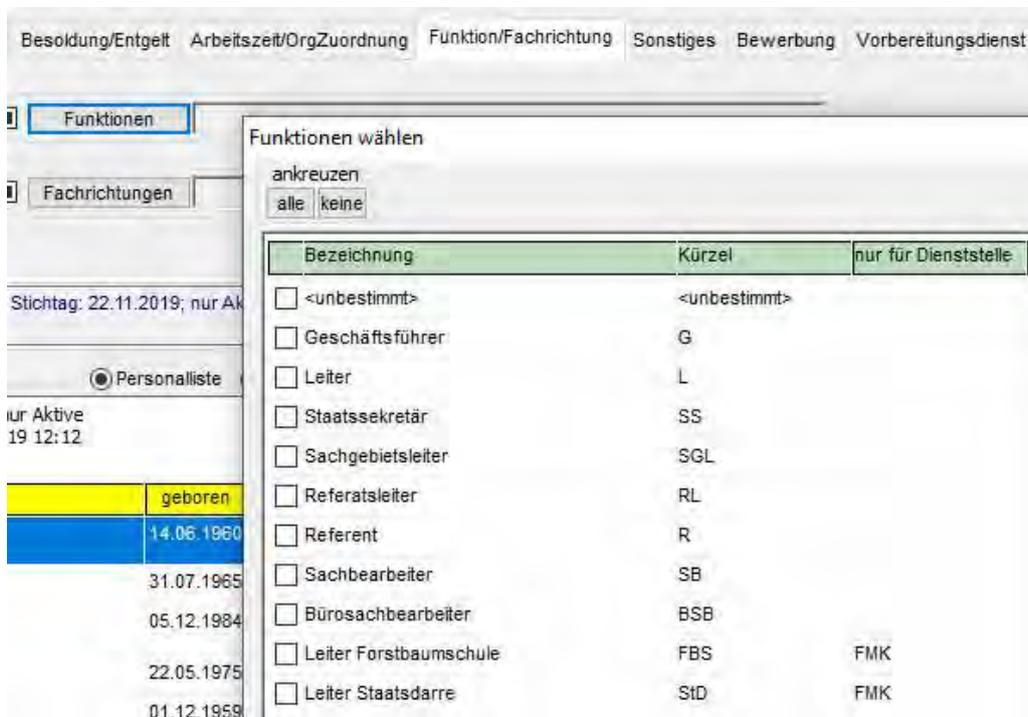 Besoldung/Entgelt Arbeitszeit/OrgZuordnung Funktion/Fachrichtung Sonstiges Bewerbung Vorbereitungsdienst
Funktionen
Fachrichtungen
Stichtag: 22.11.2019; nur Ak
Personalliste
ur Aktive
19 12:12
geboren
14.06.1960
31.07.1965
05.12.1984
22.05.1975
01.12.1959
Funktionen wählen
ankreuzen
alle keine
Bezeichnung Kürzel nur für Dienststelle
<unbestimmt> <unbestimmt>
Geschäftsführer G
Leiter L
Staatssekretär SS
Sachgebietsleiter SGL
Referatsleiter RL
Referent R
Sachbearbeiter SB
Bürosachbearbeiter BSB
Leiter Forstbaumschule FBS FMK
Leiter Staatsdarre StD FMK